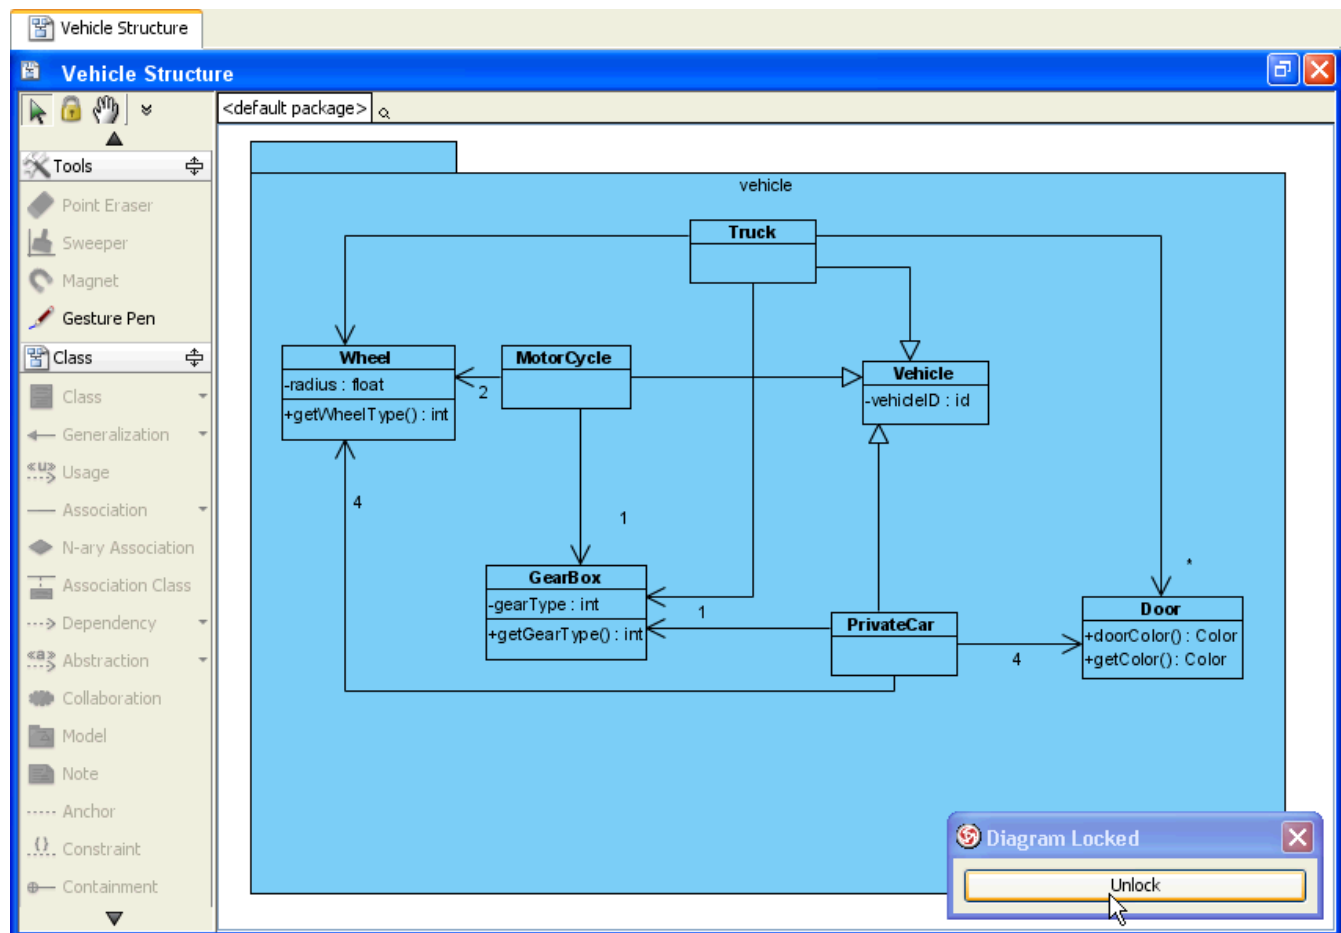 Vehicle Structure
Vehicle Structure
<default package>
Tools
Point Eraser
Sweeper
Magnet
Gesture Pen
Class
Class
Generalization
«u»
Usage
Association
N-ary Association
Association Class
Dependency
«a»
Abstraction
Collaboration
Model
Note
Anchor
{}
Constraint
Containment
vehicle
Truck
Wheel
-radius : float
+getWheelType() : int
MotorCycle
2
Vehicle
-vehicleID : id
4
1
*
GearBox
-gearType : int
+getGearType() : int
1
PrivateCar
4
Door
+doorColor() : Color
+getColor() : Color
Diagram Locked
Unlock